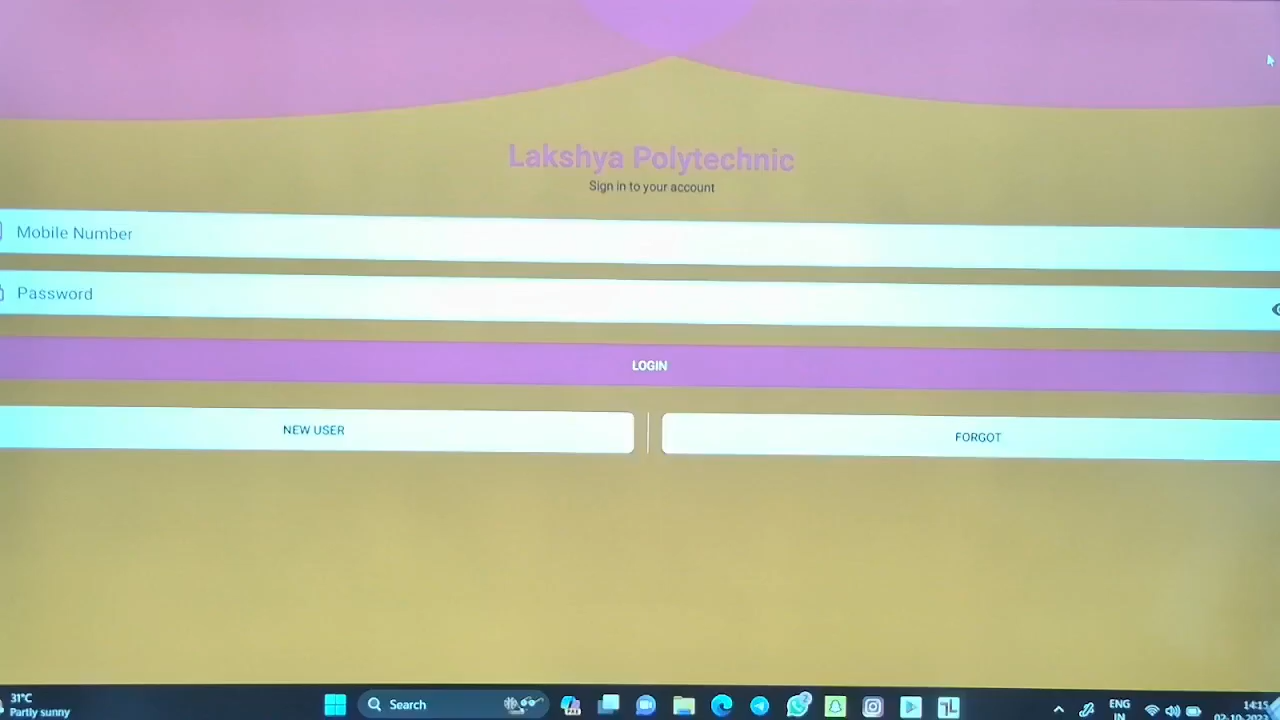 Lakshya Polytechnic
Sign in to your account
Mobile Number
Password
LOGIN
NEW USER
FORGOT
31°C
Partly sunny
Search
ENG
IN
14:15